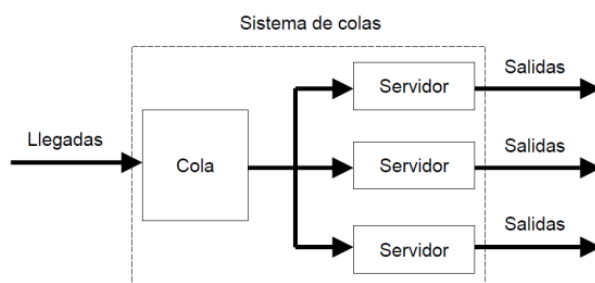 Sistema de colas
Llegadas
Cola
Servidor
Salidas
Servidor
Salidas
Servidor
Salidas